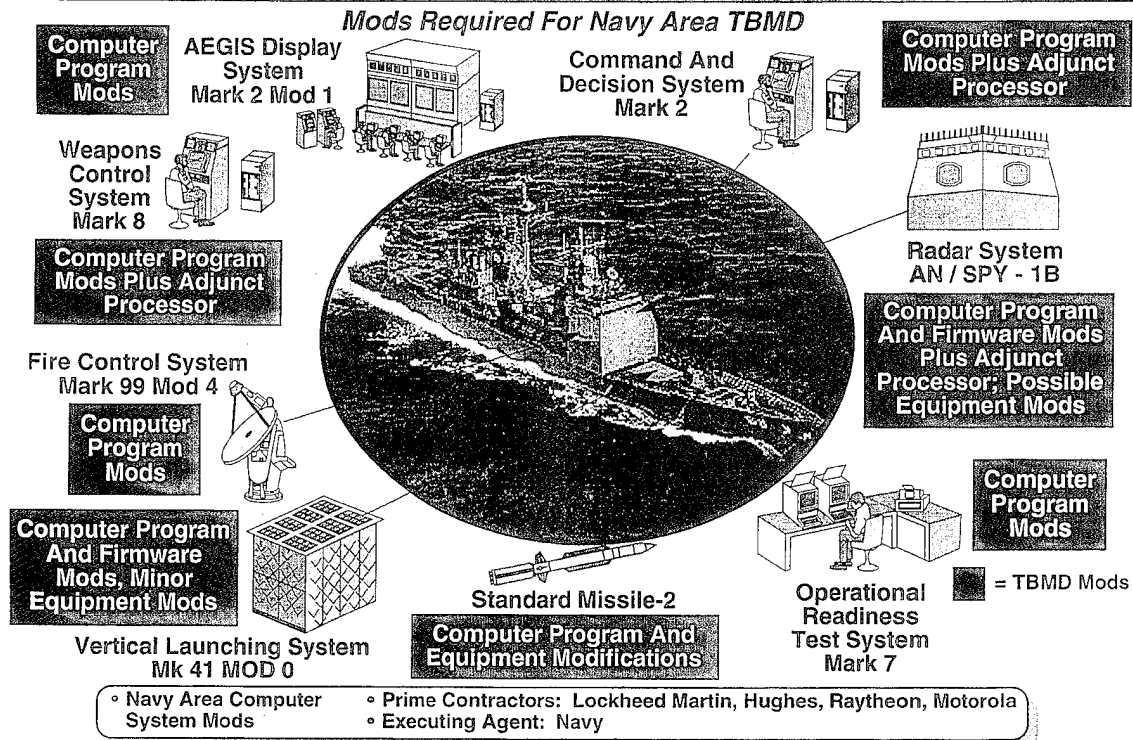 Mods Required For Navy Area TBMD
Computer
Program
Mods
AEGIS Display
System
Mark 2 Mod 1
Command And
Decision System
Mark 2
Computer Program
Mods Plus Adjunct
Processor
Weapons
Control
System
Mark 8
Computer Program
Mods Plus Adjunct
Processor
Radar System
AN / SPY - 1B
Computer Program
And Firmware Mods
Plus Adjunct
Processor; Possible
Equipment Mods
Fire Control System
Mark 99 Mod 4
Computer
Program
Mods
Computer Program
And Firmware
Mods, Minor
Equipment Mods
Vertical Launching System
Mk 41 MOD 0
Standard Missile-2
Computer Program And
Equipment Modifications
Operational
Readiness
Test System
Mark 7
Computer
Program
Mods
= TBMD Mods
° Navy Area Computer
System Mods
° Prime Contractors: Lockheed Martin, Hughes, Raytheon, Motorola
° Executing Agent: Navy